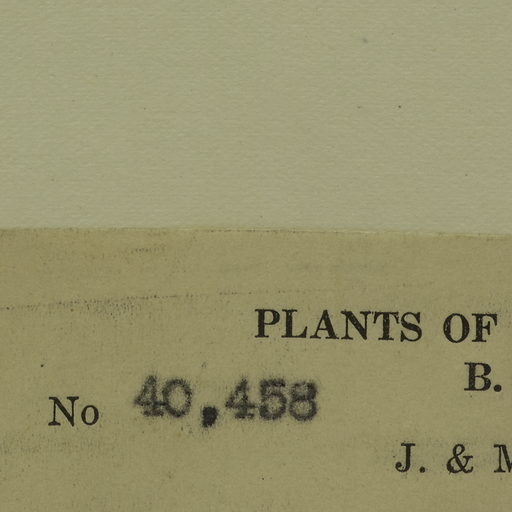 PLANTS OF
B.
No 40,458
J. & M